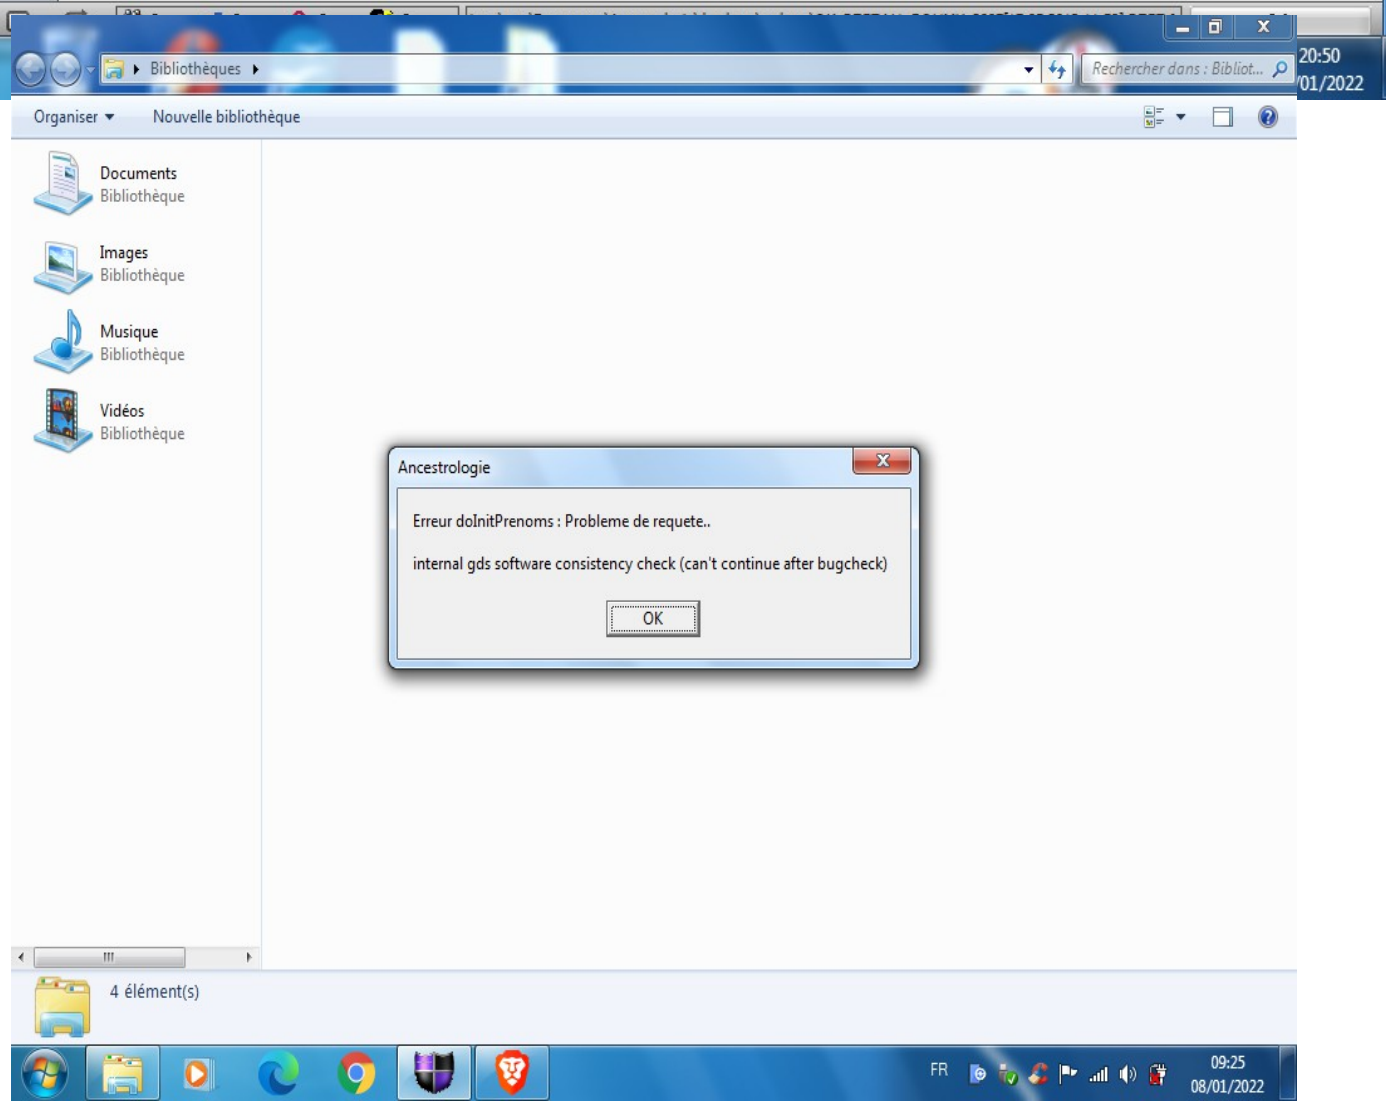 Bibliothèques
Rechercher dans : Bibliot...
20:50
/01/2022
Organiser
Nouvelle bibliothèque
Documents
Bibliothèque
Images
Bibliothèque
Musique
Bibliothèque
Vidéos
Bibliothèque
Ancestrologie
Erreur doInitPrenoms : Probleme de requete..
internal gds software consistency check (can't continue after bugcheck)
OK
4 élément(s)
FR
09:25
08/01/2022